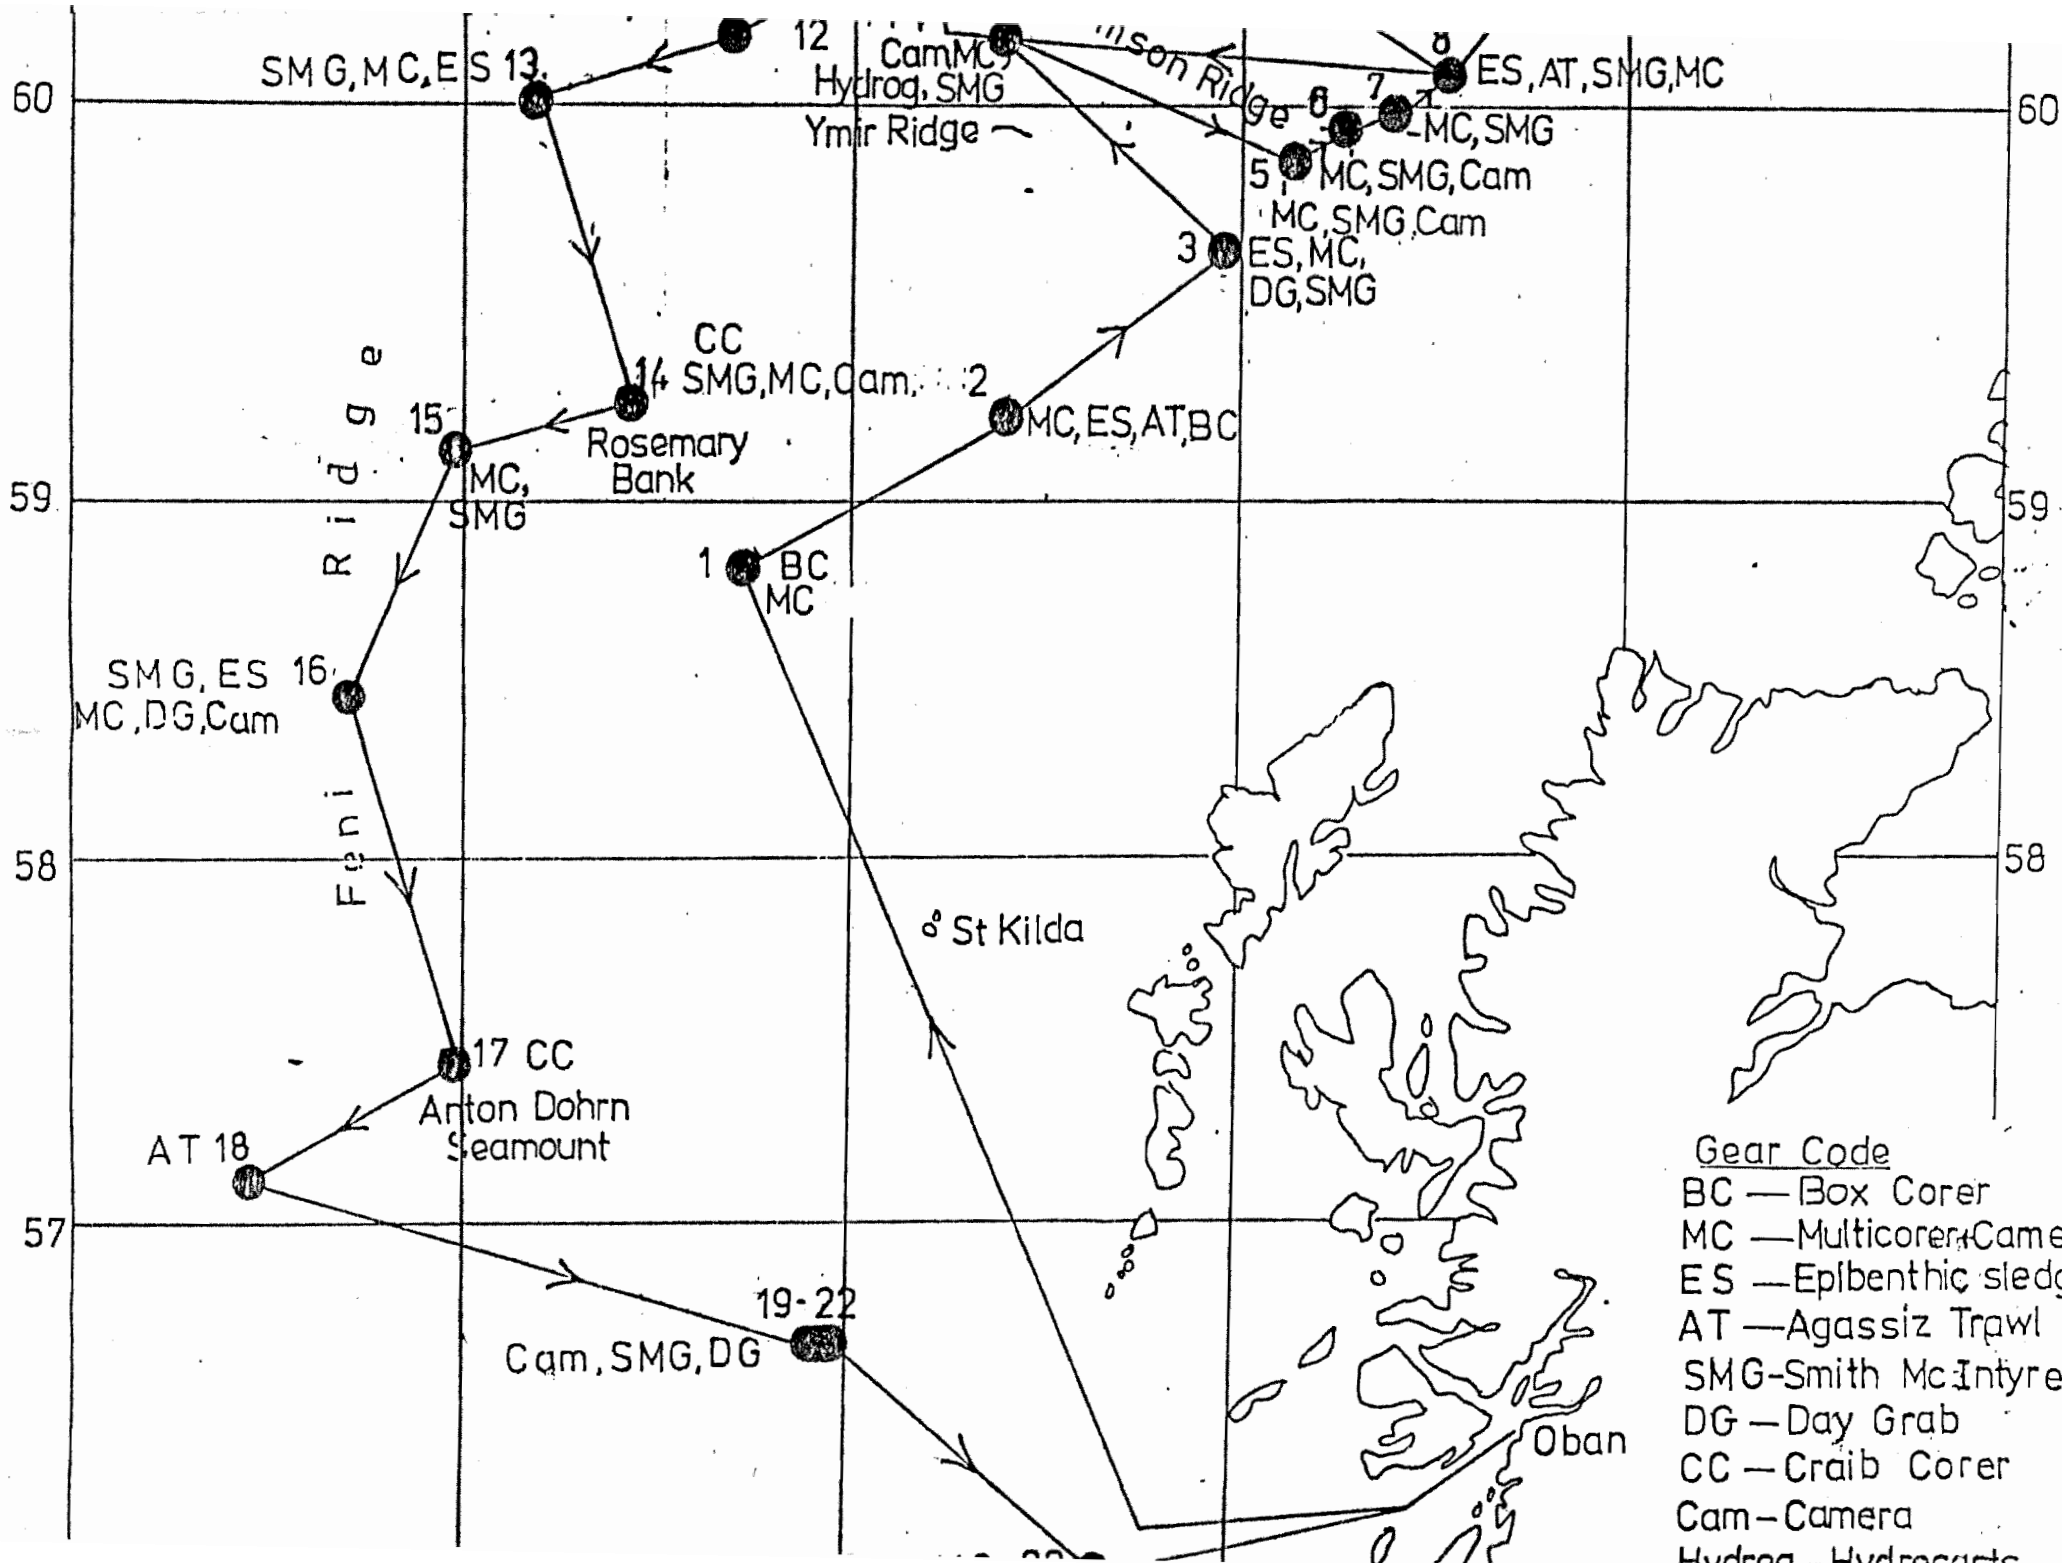 12
SMG,MC,ES 13
CamMC,
Hydrog,SMG
Ymir Ridge
nson Ridge
8
ES,AT,SMG,MC
7
6
60
60
-MC,SMG
5
MC,SMG,Cam
MC,SMG,Cam
3
ES,MC,
DG,SMG
CC
14 SMG,MC,Cam,
2
MC,ES,AT,BC
15
Rosemary
Bank
MC,
SMG
59
59
1
BC
MC
SMG,ES 16
MC,DG,Cam
Feni Ridge
58
58
St Kilda
17 CC
Anton Dohrn
Seamount
AT 18
57
19-22
Cam,SMG,DG
Oban
Gear Code
BC — Box Corer
MC — Multicorer+Came
ES — Epibenthic sledg
AT — Agassiz Trawl
SMG-Smith McIntyre
DG — Day Grab
CC — Craib Corer
Cam-Camera